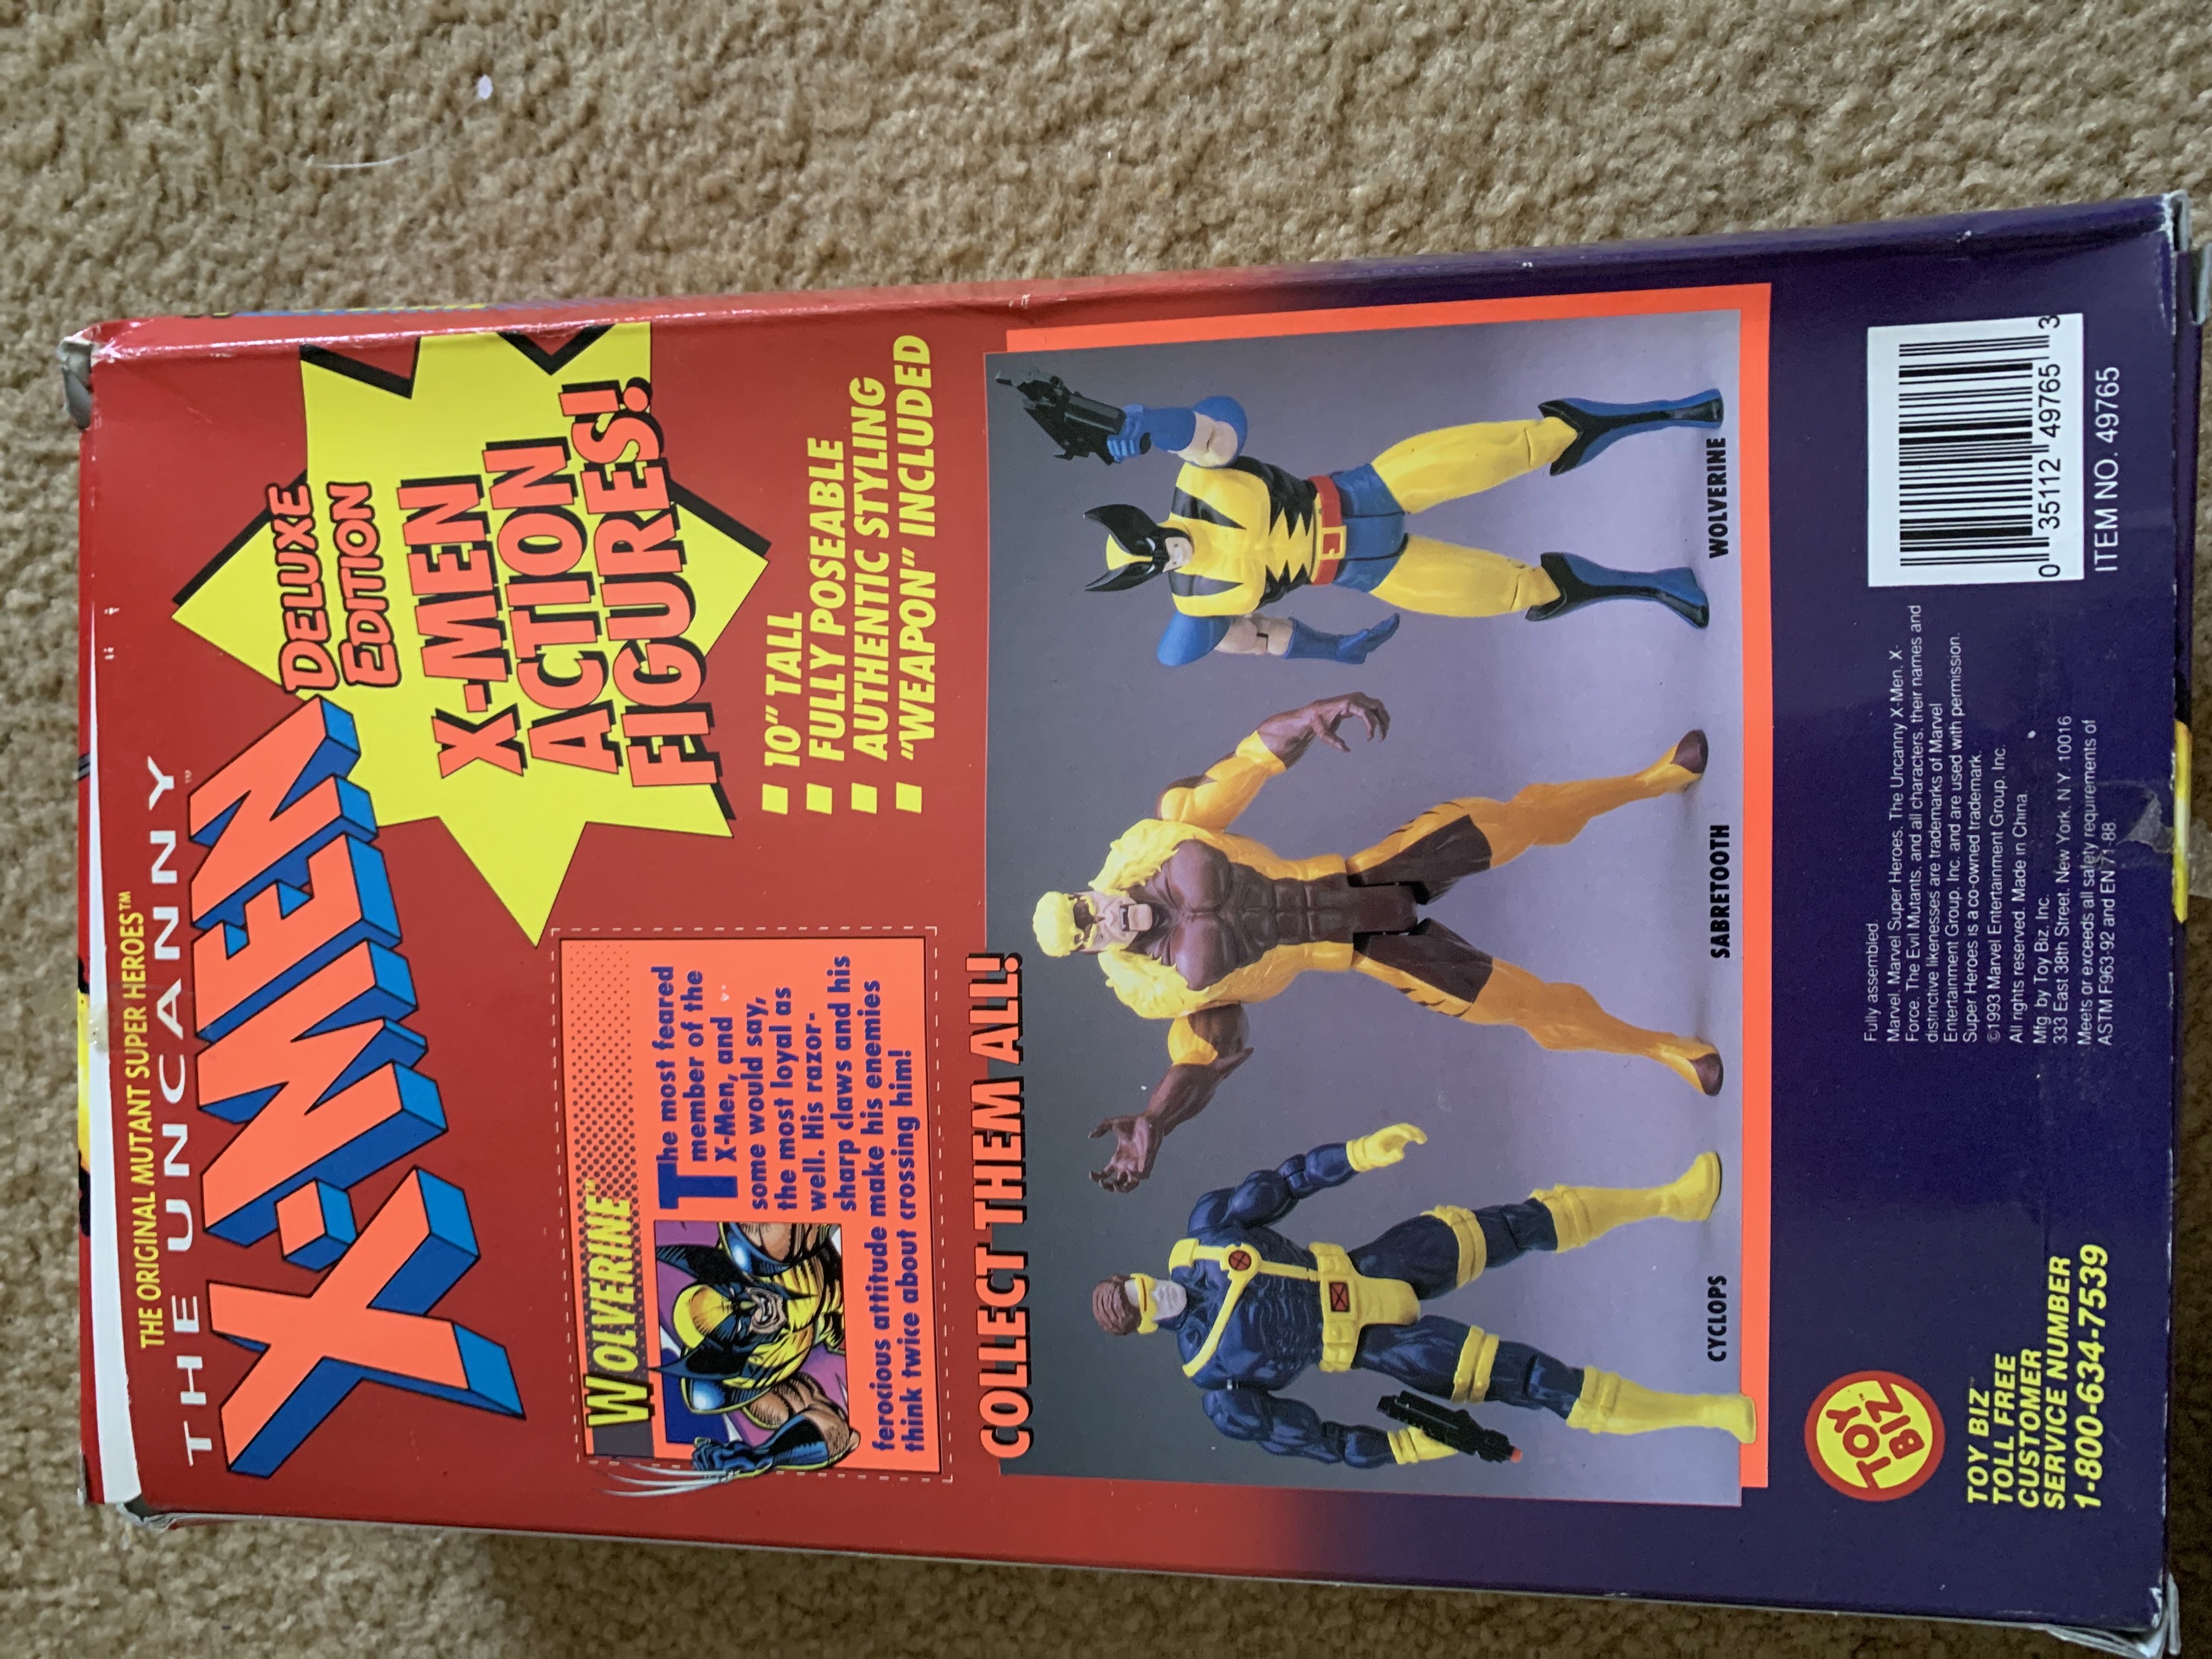 THE ORIGINAL MUTANT SUPER HEROES™
THE UNCANNY™
X-MEN
DELUXE
EDITION
X-MEN
ACTION
FIGURES!
■ 10" TALL
■ FULLY POSEABLE
■ AUTHENTIC STYLING
■ "WEAPON" INCLUDED
WOLVERINE™
The most feared
member of the
X-Men, and
some would say,
the most loyal as
well. His razor-
sharp claws and his
ferocious attitude make his enemies
think twice about crossing him!
COLLECT THEM ALL!
CYCLOPS
SABRETOOTH
WOLVERINE
TOY
BIZ
TOY BIZ™
TOLL FREE
CUSTOMER
SERVICE NUMBER
1-800-634-7539
Fully assembled.
Marvel, Marvel Super Heroes, The Uncanny X-Men, X-
Force, The Evil Mutants, and all characters, their names and
distinctive likenesses are trademarks of Marvel
Entertainment Group, Inc. and are used with permission.
Super Heroes is a co-owned trademark.
©1993 Marvel Entertainment Group, Inc.
All rights reserved. Made in China.
Mfg. by Toy Biz, Inc.
333 East 38th Street, New York, N.Y. 10016
Meets or exceeds all safety requirements of
ASTM F963-92 and EN 71-88
0 35112 49765 3
ITEM NO. 49765